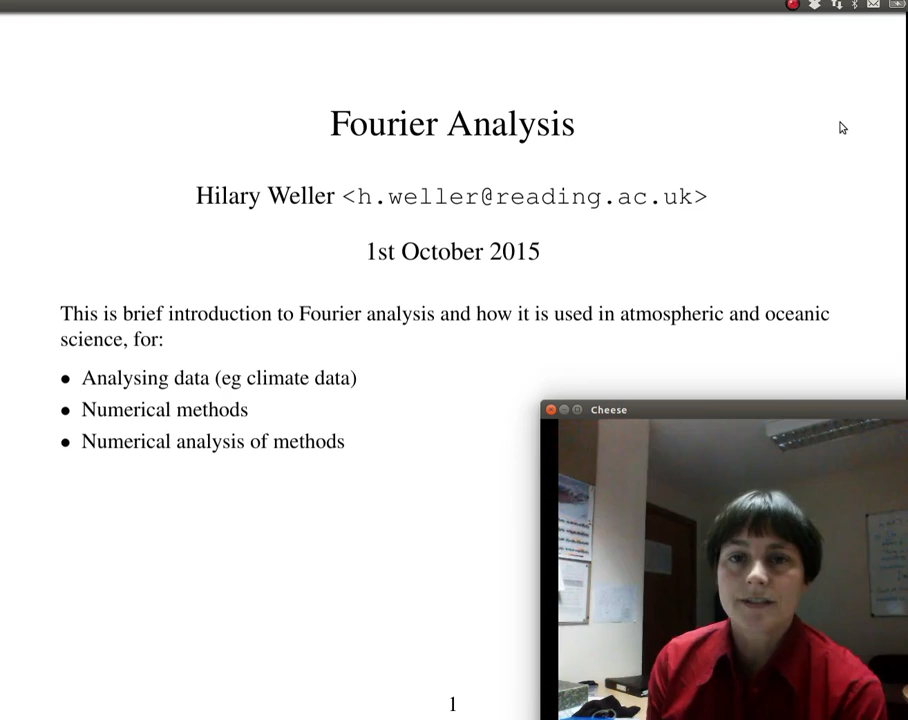 Fourier Analysis
Hilary Weller <h.weller@reading.ac.uk>
1st October 2015
This is brief introduction to Fourier analysis and how it is used in atmospheric and oceanic
science, for:
• Analysing data (eg climate data)
• Numerical methods
• Numerical analysis of methods
Cheese
1